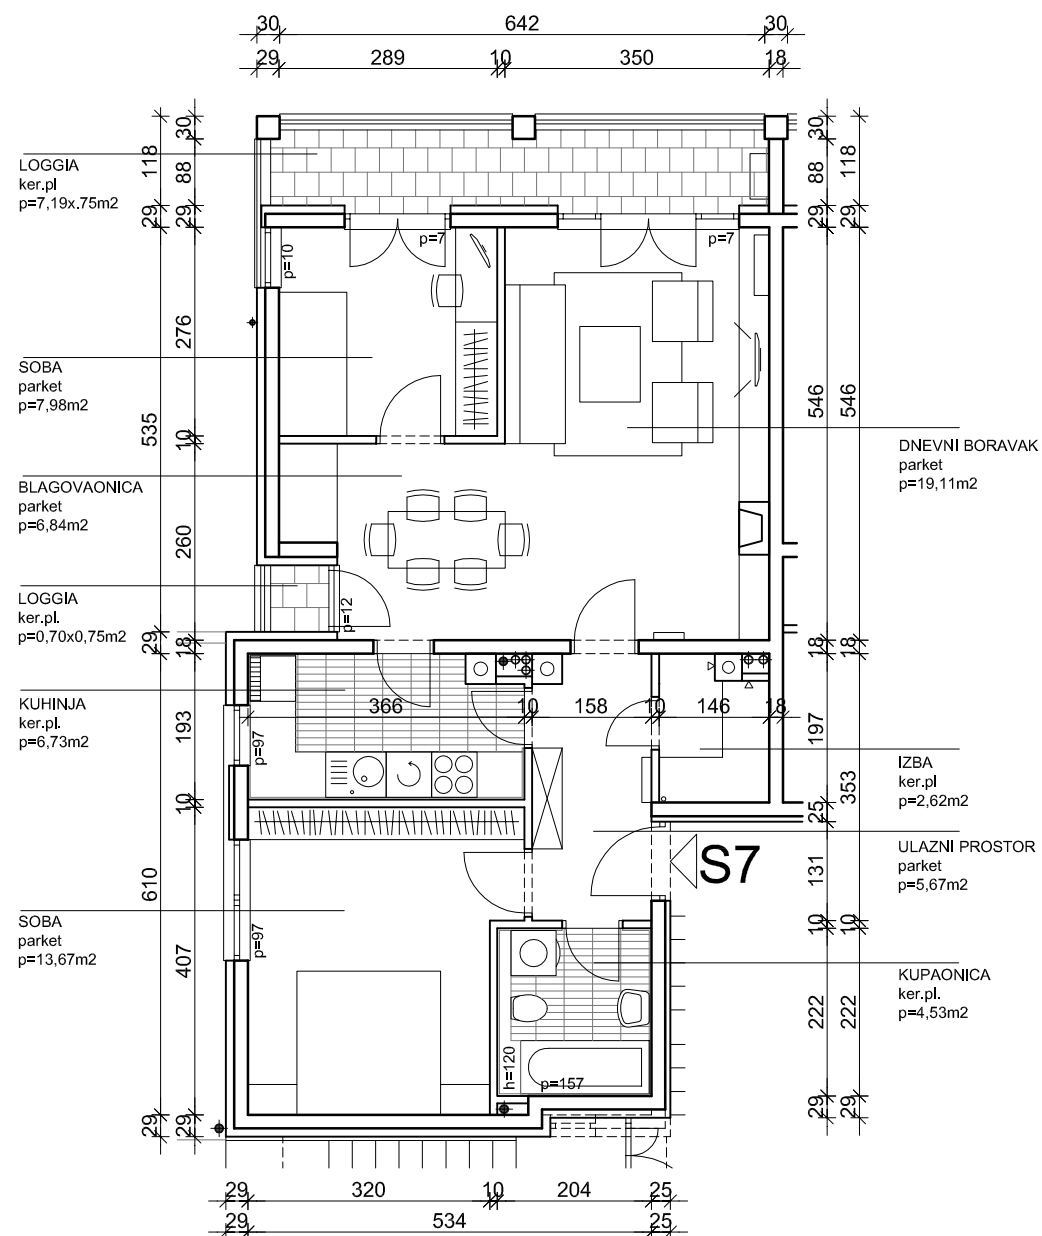 30 642 30
29 289 10 350 18
30 118 88 29 29
LOGGIA
ker.pl
p=7,19x.75m2
p=10
p=7
p=7
30 88 118 29 29
276
SOBA
parket
p=7,98m2
535
10
546 546
DNEVNI BORAVAK
parket
p=19,11m2
BLAGOVAONICA
parket
p=6,84m2
260
LOGGIA
ker.pl.
p=0,70x0,75m2
p=12
29 18
18 18
KUHINJA
ker.pl.
p=6,73m2
193
p=97
366 10 158 10 146 18
197
353
IZBA
ker.pl
p=2,62m2
10
25
S7
ULAZNI PROSTOR
parket
p=5,67m2
131
610
SOBA
parket
p=13,67m2
407
p=97
10 10
KUPAONICA
ker.pl.
p=4,53m2
222 222
h=120
p=157
29 29
29 29
29 320 10 204 25
29 534 25